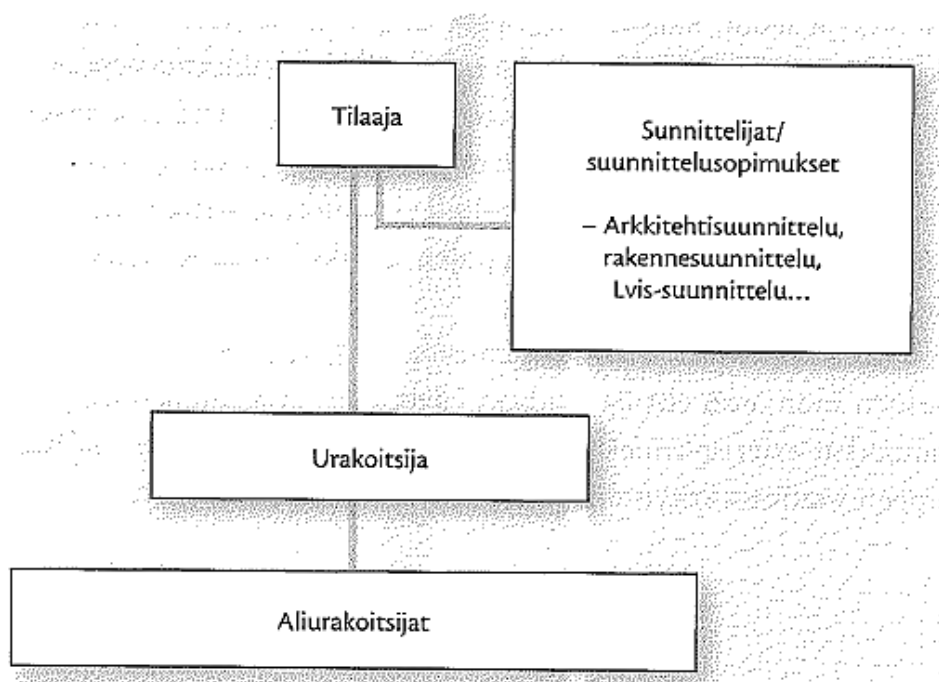 Tilaaja
Sunnittelijat/
suunnittelusopimukset
– Arkkitehtisuunnittelu,
rakennesuunnittelu,
Lvis-suunnittelu...
Urakoitsija
Aliurakoitsijat